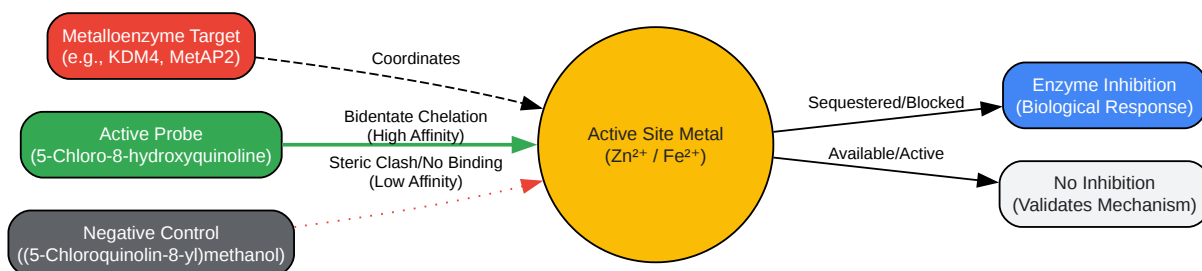 Metalloenzyme Target
(e.g., KDM4, MetAP2)
Coordinates
Active Probe
(5-Chloro-8-hydroxyquinoline)
Bidentate Chelation
(High Affinity)
Steric Clash/No Binding
(Low Affinity)
Negative Control
((5-Chloroquinolin-8-yl)methanol)
Active Site Metal
(Zn²⁺ / Fe²⁺)
Sequestered/Blocked
Enzyme Inhibition
(Biological Response)
Available/Active
No Inhibition
(Validates Mechanism)